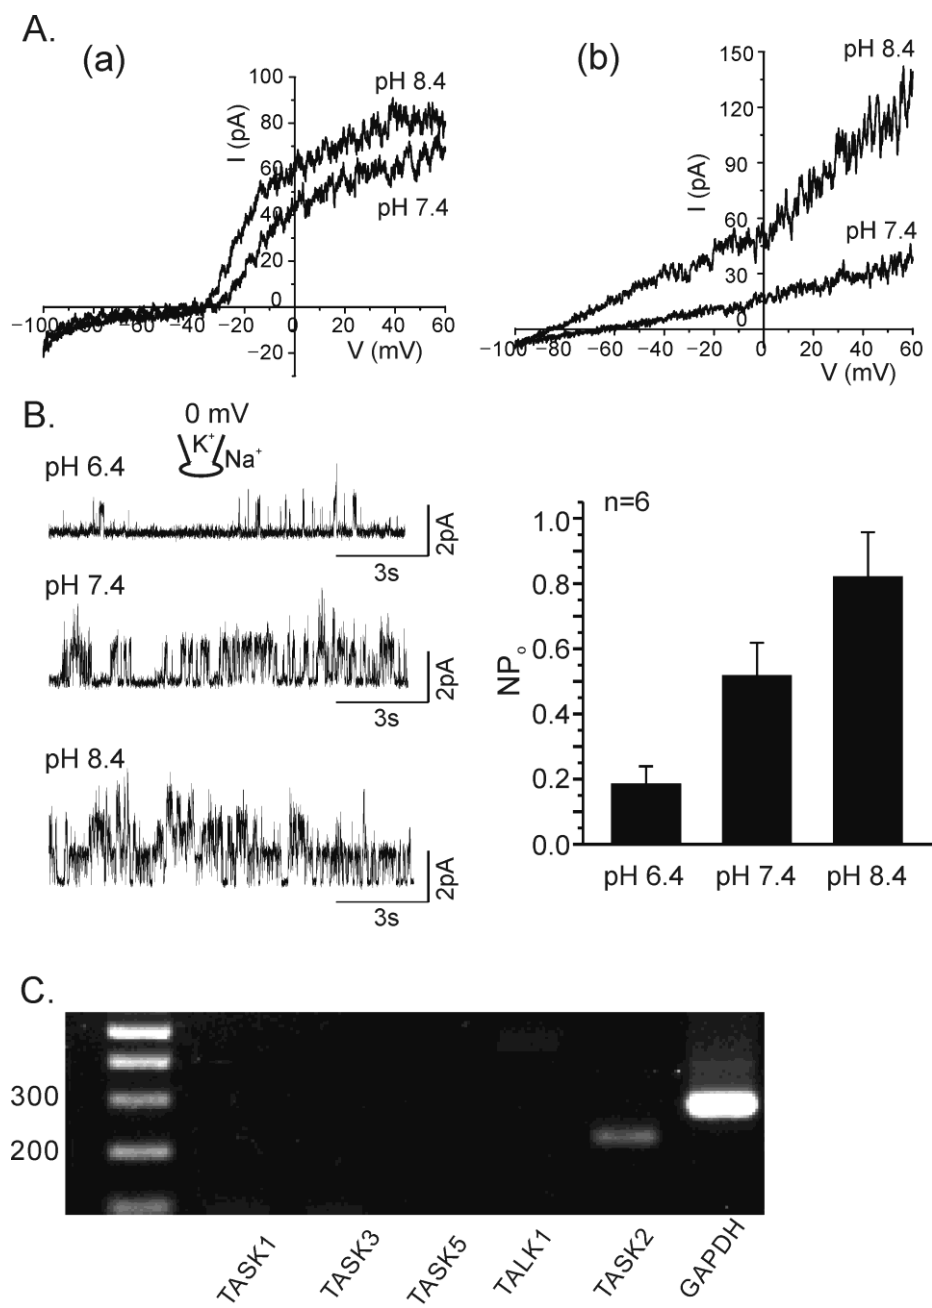 A.
(a)
100
80
60
40
20
0
−20
I (pA)
pH 8.4
pH 7.4
−100 −80 −60 −40 −20 0 20 40 60
V (mV)
(b)
150
120
90
60
30
0
I (pA)
pH 8.4
pH 7.4
−100 −80 −60 −40 −20 0 20 40 60
V (mV)
B.
0 mV
K+
Na+
pH 6.4
2pA
3s
pH 7.4
2pA
3s
pH 8.4
2pA
3s
n=6
1.0
0.8
0.6
0.4
0.2
0.0
NPo
pH 6.4 pH 7.4 pH 8.4
C.
300
200
TASK1
TASK3
TASK5
TALK1
TASK2
GAPDH